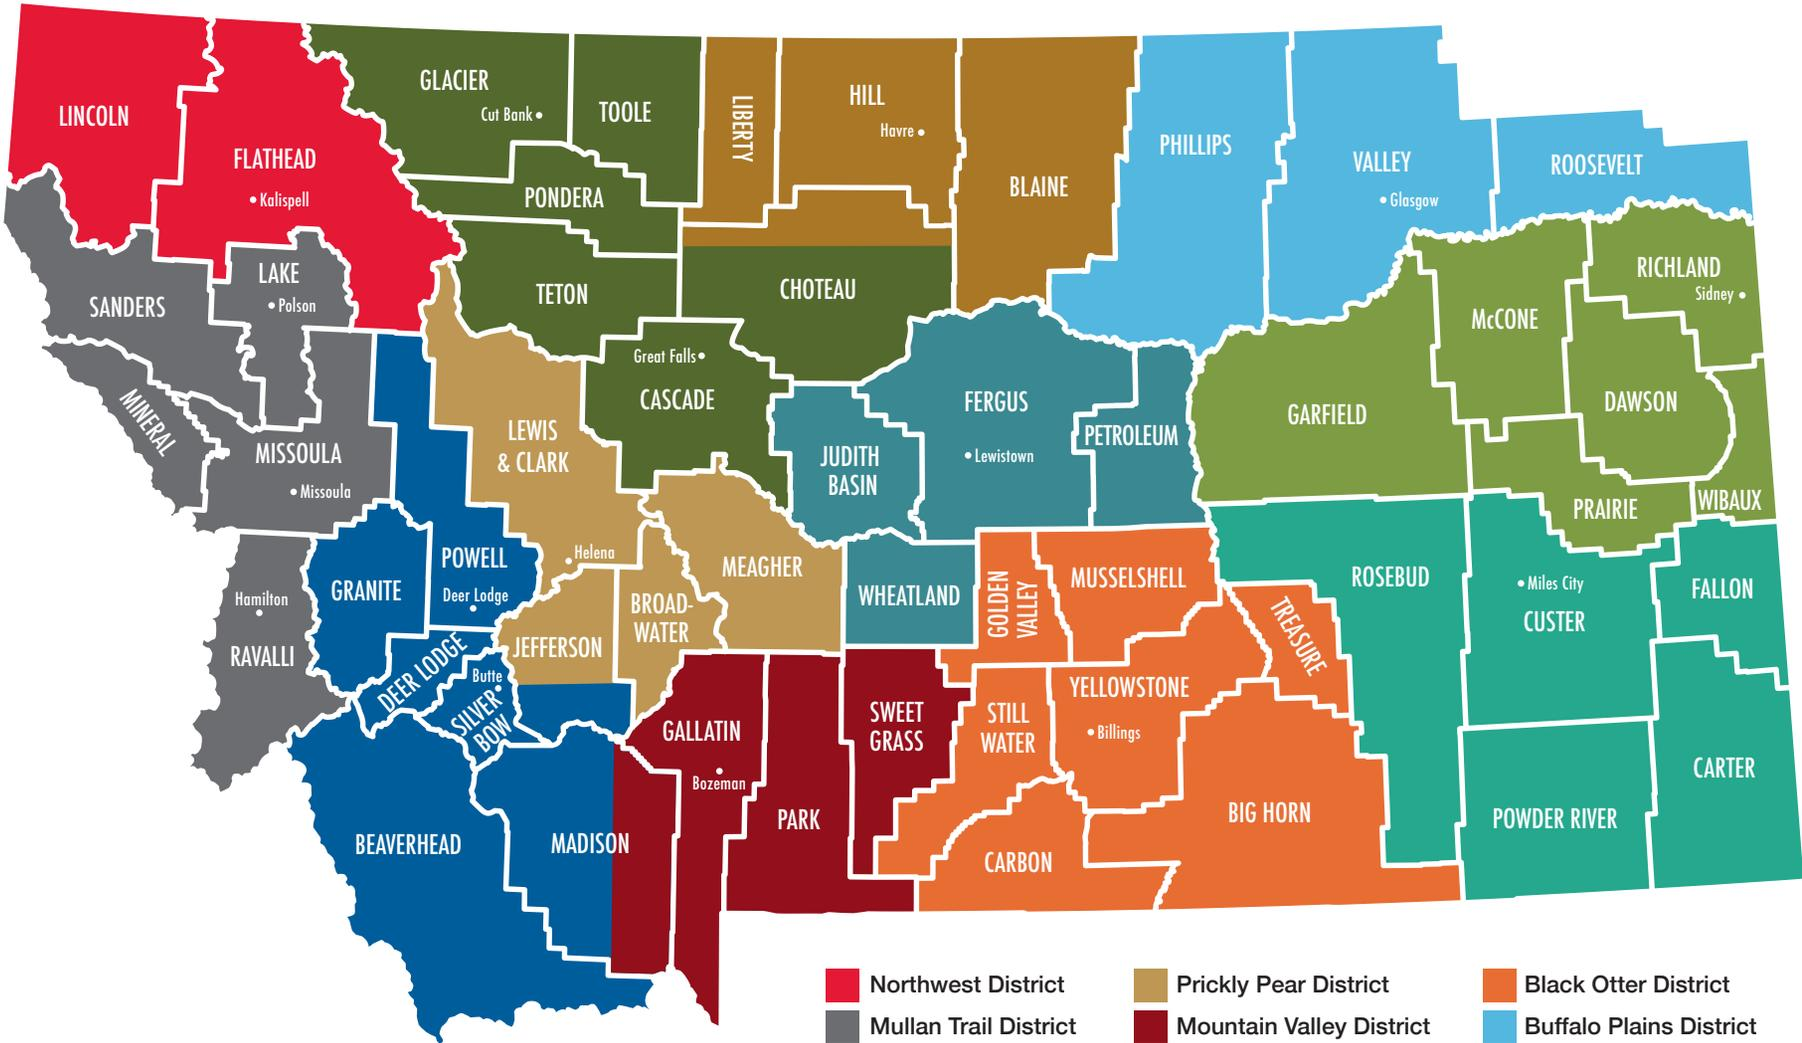 LINCOLN
FLATHEAD
Kalispell
GLACIER
Cut Bank
TOOLE
LIBERTY
HILL
Havre
BLAINE
PHILLIPS
VALLEY
Glasgow
ROOSEVELT
PONDERA
SANDERS
LAKE
Polson
TETON
CHOTEAU
RICHLAND
Sidney
McCONE
Great Falls
CASCADE
MINERAL
MISSOULA
Missoula
LEWIS
& CLARK
Helena
JUDITH
BASIN
FERGUS
Lewistown
PETROLEUM
GARFIELD
DAWSON
PRAIRIE
WIBAUX
Hamilton
RAVALLI
GRANITE
POWELL
Deer Lodge
DEER LODGE
Butte
SILVER
BOW
JEFFERSON
BROAD-
WATER
MEAGHER
WHEATLAND
GOLDEN
VALLEY
MUSSELSHELL
TREASURE
ROSEBUD
Miles City
CUSTER
FALLON
BEAVERHEAD
MADISON
GALLATIN
Bozeman
PARK
SWEET
GRASS
STILL
WATER
YELLOWSTONE
Billings
CARBON
BIG HORN
POWDER RIVER
CARTER
Northwest District
Mullan Trail District
Prickly Pear District
Mountain Valley District
Black Otter District
Buffalo Plains District